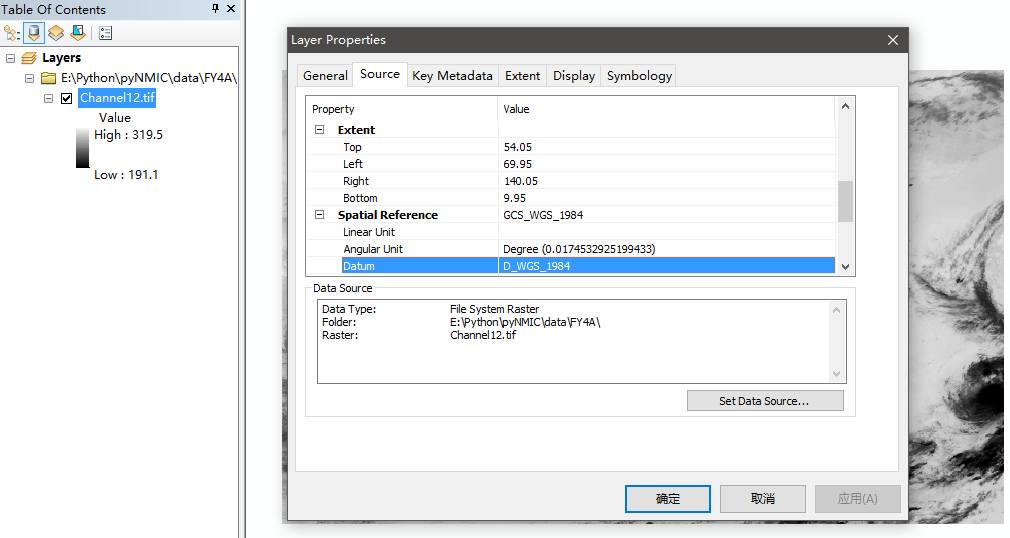 Table Of Contents
Layers
E:\Python\pyNMIC\data\FY4A\
Channel12.tif
Value
High : 319.5
Low : 191.1
Layer Properties
General Source Key Metadata Extent Display Symbology
Property Value
Extent
Top 54.05
Left 69.95
Right 140.05
Bottom 9.95
Spatial Reference GCS_WGS_1984
Linear Unit
Angular Unit Degree (0.0174532925199433)
Datum D_WGS_1984
Data Source
Data Type: File System Raster
Folder: E:\Python\pyNMIC\data\FY4A\
Raster: Channel12.tif
Set Data Source...
确定 取消 应用(A)